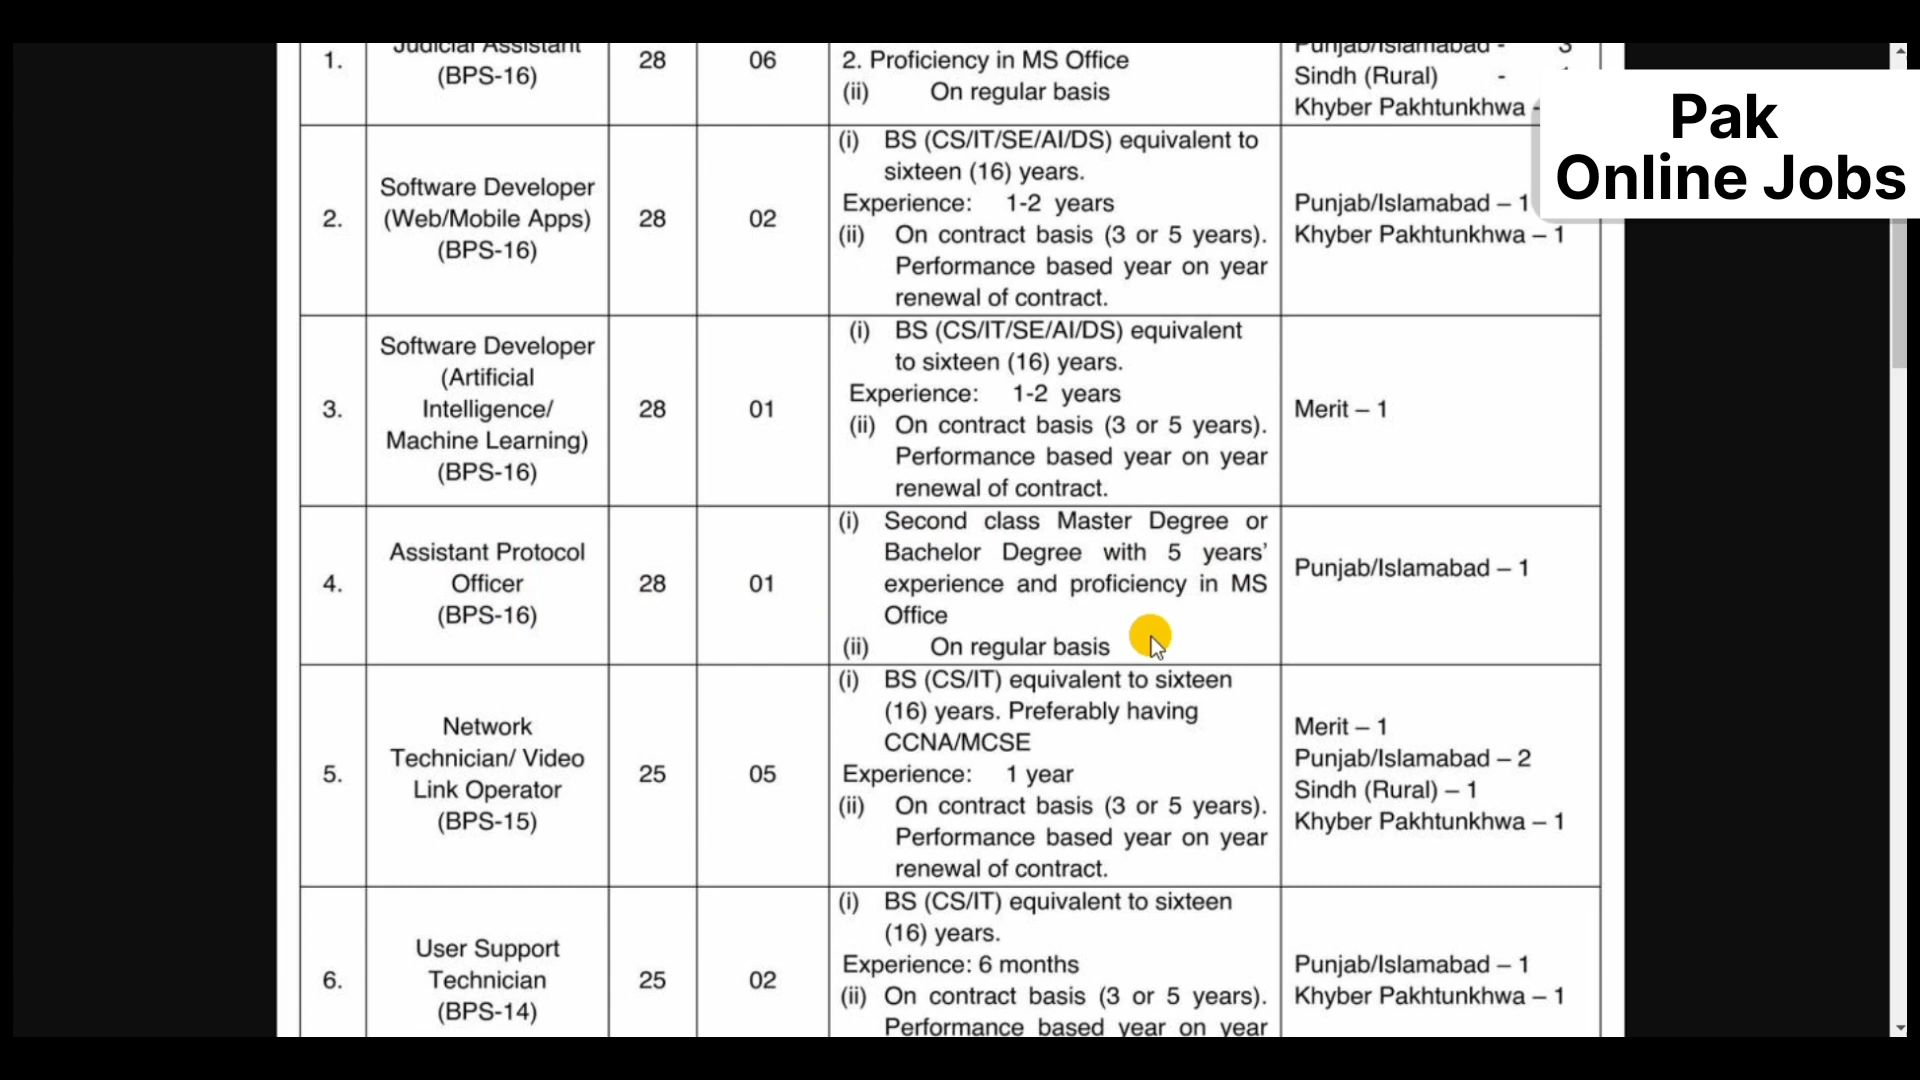 Judicial Assistant
(BPS-16)
1.
28
06
2. Proficiency in MS Office
(ii) On regular basis
Punjab/Islamabad - 3
Sindh (Rural) -
Khyber Pakhtunkhwa -
Pak
Online Jobs
2.
Software Developer
(Web/Mobile Apps)
(BPS-16)
28
02
(i) BS (CS/IT/SE/AI/DS) equivalent to
sixteen (16) years.
Experience: 1-2 years
(ii) On contract basis (3 or 5 years).
Performance based year on year
renewal of contract.
Punjab/Islamabad – 1
Khyber Pakhtunkhwa – 1
3.
Software Developer
(Artificial
Intelligence/
Machine Learning)
(BPS-16)
28
01
(i) BS (CS/IT/SE/AI/DS) equivalent
to sixteen (16) years.
Experience: 1-2 years
(ii) On contract basis (3 or 5 years).
Performance based year on year
renewal of contract.
Merit – 1
4.
Assistant Protocol
Officer
(BPS-16)
28
01
(i) Second class Master Degree or
Bachelor Degree with 5 years’
experience and proficiency in MS
Office
(ii) On regular basis
Punjab/Islamabad – 1
5.
Network
Technician/ Video
Link Operator
(BPS-15)
25
05
(i) BS (CS/IT) equivalent to sixteen
(16) years. Preferably having
CCNA/MCSE
Experience: 1 year
(ii) On contract basis (3 or 5 years).
Performance based year on year
renewal of contract.
Merit – 1
Punjab/Islamabad – 2
Sindh (Rural) – 1
Khyber Pakhtunkhwa – 1
6.
User Support
Technician
(BPS-14)
25
02
(i) BS (CS/IT) equivalent to sixteen
(16) years.
Experience: 6 months
(ii) On contract basis (3 or 5 years).
Performance based year on year
Punjab/Islamabad – 1
Khyber Pakhtunkhwa – 1